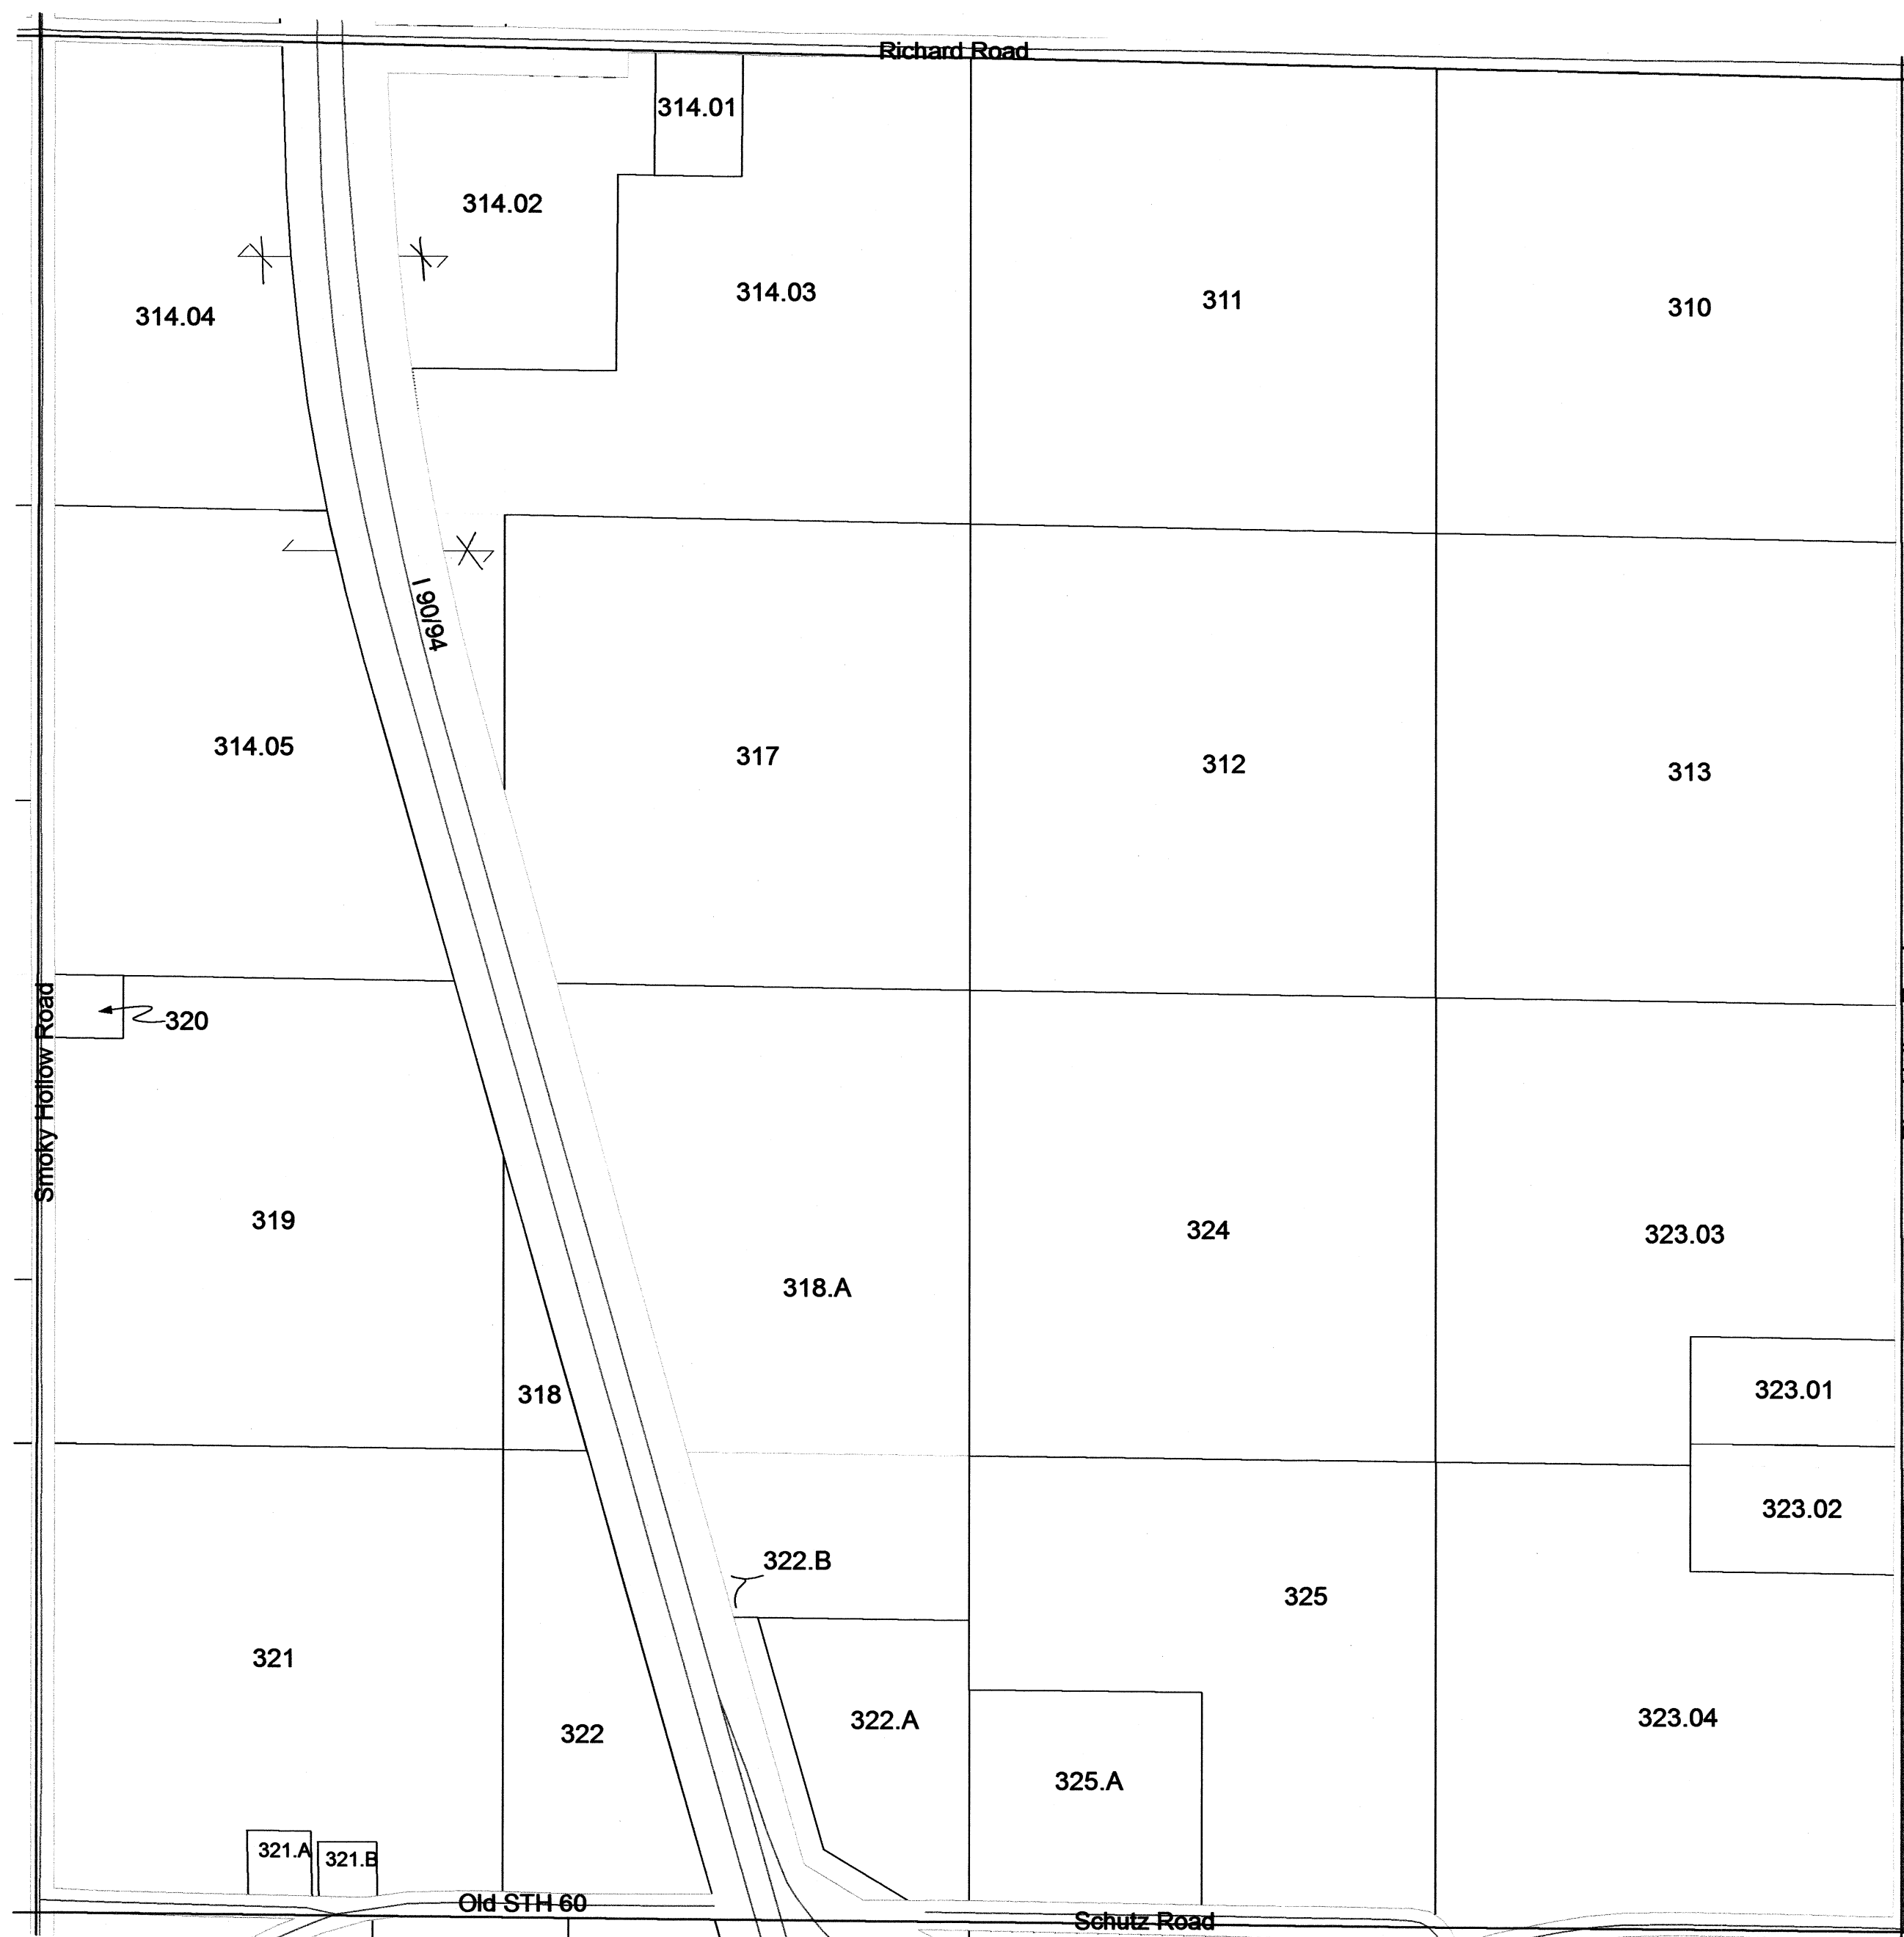 Richard Road
314.01
314.02
314.03
311
310
314.04
I 90/94
314.05
317
312
313
Smoky Hollow Road
320
319
324
323.03
318.A
318
323.01
323.02
322.B
325
321
322
322.A
323.04
325.A
321.A
321.B
Old STH 60
Schutz Road